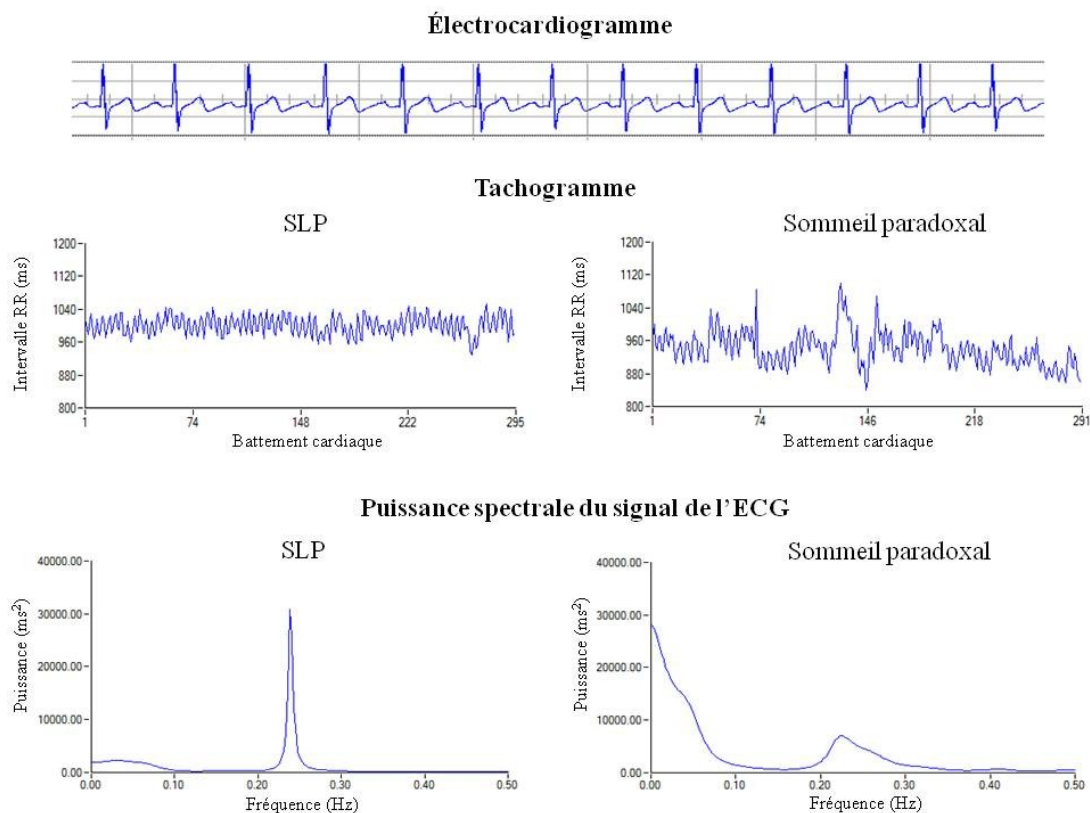 Électrocardiogramme
Tachogramme
SLP
Intervalle RR (ms)
1200
1120
1040
960
880
800
1
74
148
222
295
Battement cardiaque
Sommeil paradoxal
Intervalle RR (ms)
1200
1120
1040
960
880
800
1
74
146
218
291
Battement cardiaque
Puissance spectrale du signal de l’ECG
SLP
Puissance (ms²)
40000.00
30000.00
20000.00
10000.00
0.00
0.00
0.10
0.20
0.30
0.40
0.50
Fréquence (Hz)
Sommeil paradoxal
Puissance (ms²)
40000.00
30000.00
20000.00
10000.00
0.00
0.00
0.10
0.20
0.30
0.40
0.50
Fréquence (Hz)